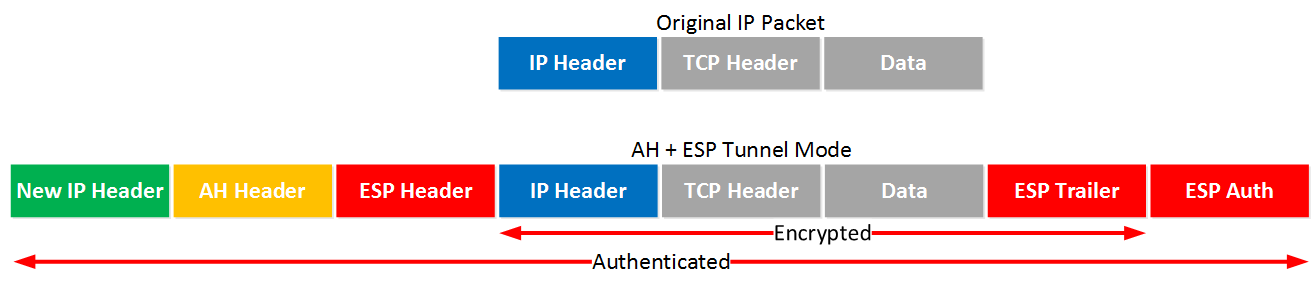 Original IP Packet
IP Header TCP Header Data
AH + ESP Tunnel Mode
New IP Header AH Header ESP Header IP Header TCP Header Data ESP Trailer ESP Auth
Encrypted
Authenticated